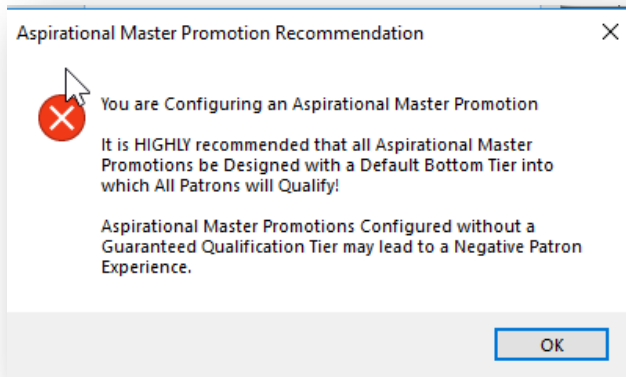 Aspirational Master Promotion Recommendation
You are Configuring an Aspirational Master Promotion
It is HIGHLY recommended that all Aspirational Master
Promotions be Designed with a Default Bottom Tier into
which All Patrons will Qualify!
Aspirational Master Promotions Configured without a
Guaranteed Qualification Tier may lead to a Negative Patron
Experience.
OK